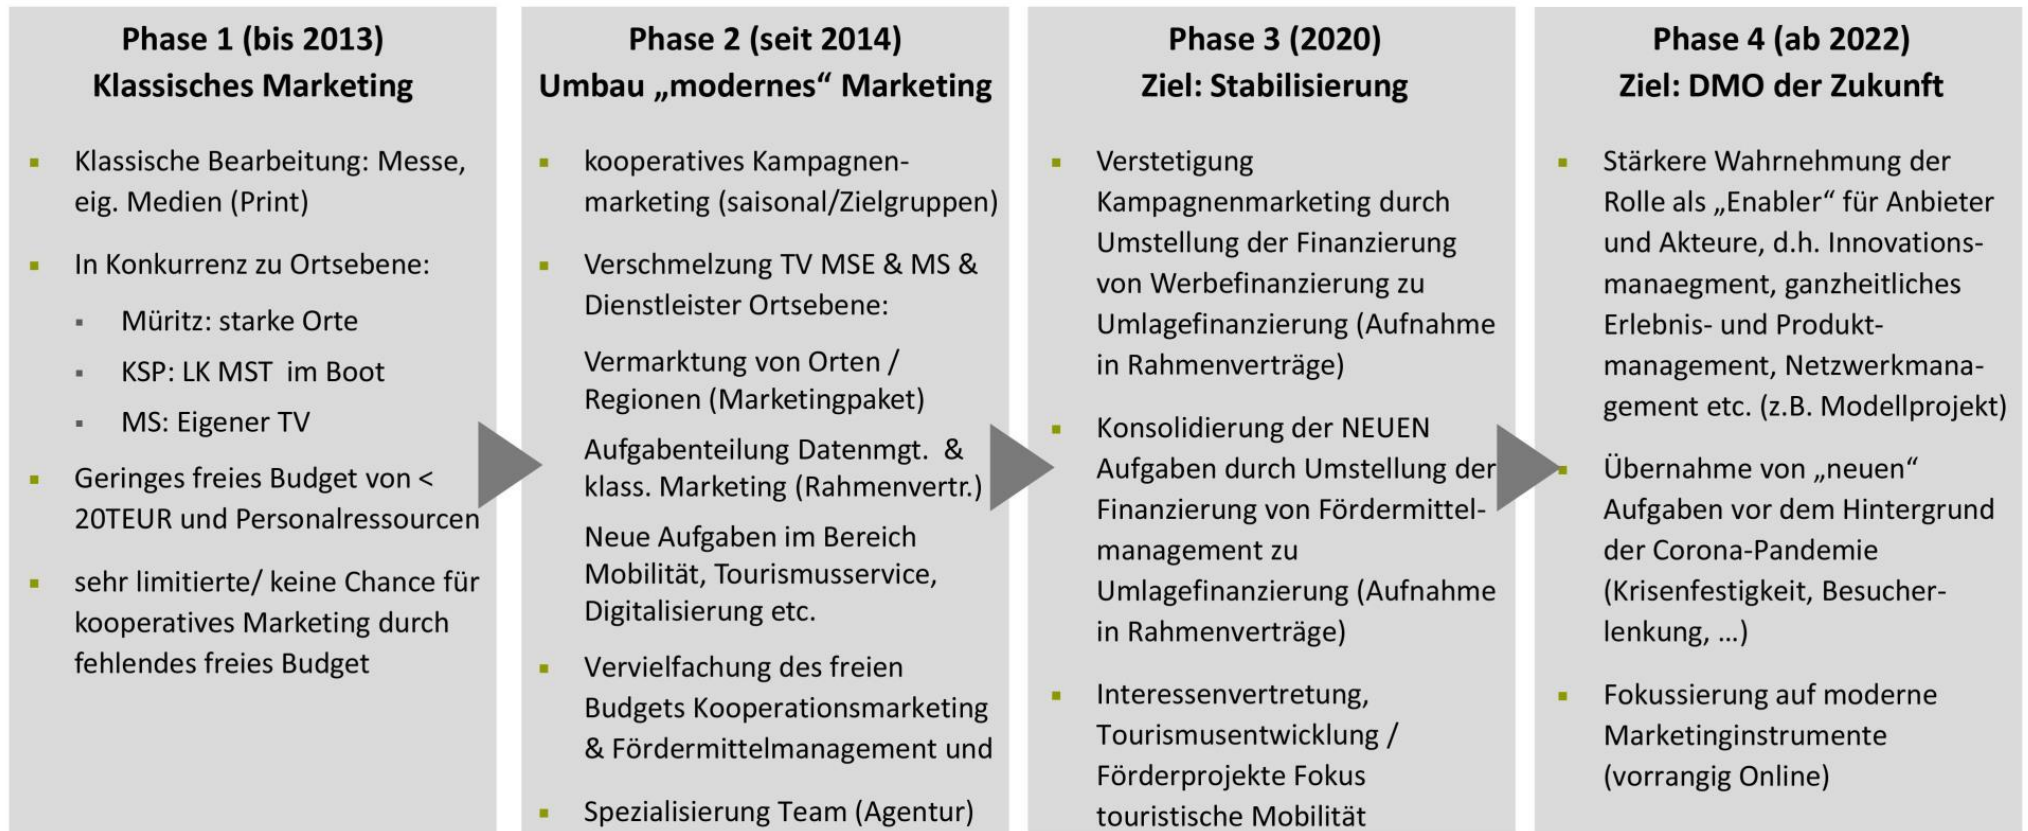 Phase 1 (bis 2013)
Klassisches Marketing
Klassische Bearbeitung: Messe,
eig. Medien (Print)
In Konkurrenz zu Ortsebene:
Müritz: starke Orte
KSP: LK MST im Boot
MS: Eigener TV
Geringes freies Budget von <
20TEUR und Personalressourcen
sehr limitierte/ keine Chance für
kooperatives Marketing durch
fehlendes freies Budget
Phase 2 (seit 2014)
Umbau „modernes“ Marketing
kooperatives Kampagnen-
marketing (saisonal/Zielgruppen)
Verschmelzung TV MSE & MS &
Dienstleister Ortsebene:
Vermarktung von Orten /
Regionen (Marketingpaket)
Aufgabenteilung Datenmgt. &
klass. Marketing (Rahmenvertr.)
Neue Aufgaben im Bereich
Mobilität, Tourismusservice,
Digitalisierung etc.
Vervielfachung des freien
Budgets Kooperationsmarketing
& Fördermittelmanagement und
Spezialisierung Team (Agentur)
Phase 3 (2020)
Ziel: Stabilisierung
Verstetigung
Kampagnenmarketing durch
Umstellung der Finanzierung
von Werbefinanzierung zu
Umlagefinanzierung (Aufnahme
in Rahmenverträge)
Konsolidierung der NEUEN
Aufgaben durch Umstellung der
Finanzierung von Fördermittel-
management zu
Umlagefinanzierung (Aufnahme
in Rahmenverträge)
Interessenvertretung,
Tourismusentwicklung /
Förderprojekte Fokus
touristische Mobilität
Phase 4 (ab 2022)
Ziel: DMO der Zukunft
Stärkere Wahrnehmung der
Rolle als „Enabler“ für Anbieter
und Akteure, d.h. Innovations-
manaegment, ganzheitliches
Erlebnis- und Produkt-
management, Netzwerkmana-
gement etc. (z.B. Modellprojekt)
Übernahme von „neuen“
Aufgaben vor dem Hintergrund
der Corona-Pandemie
(Krisenfestigkeit, Besucher-
lenkung, …)
Fokussierung auf moderne
Marketinginstrumente
(vorrangig Online)